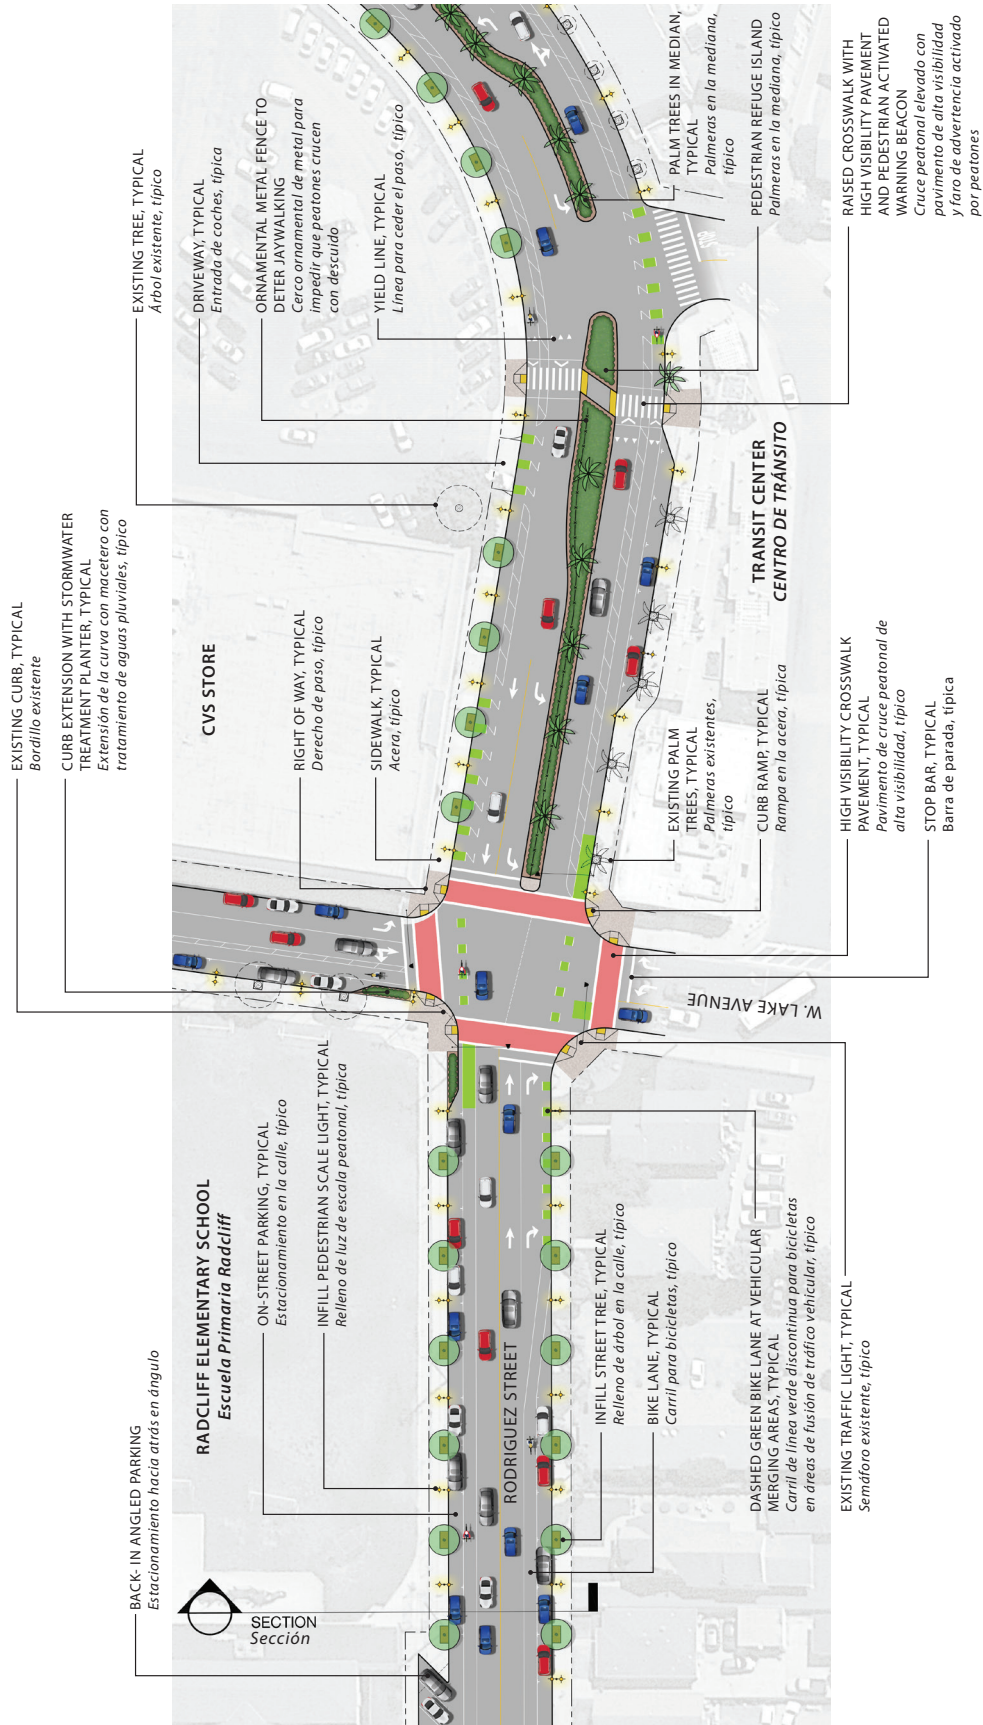 BACK- IN ANGLED PARKING
Estacionamiento hacia atrás en ángulo
RADCLIFF ELEMENTARY SCHOOL
Escuela Primaria Radcliff
ON-STREET PARKING, TYPICAL
Estacionamiento en la calle, típico
INFILL PEDESTRIAN SCALE LIGHT, TYPICAL
Relleno de luz de escala peatonal, típica
EXISTING CURB, TYPICAL
Bordillo existente
CURB EXTENSION WITH STORMWATER
TREATMENT PLANTER, TYPICAL
Extensión de la curva con macetero con
tratamiento de aguas pluviales, típico
CVS STORE
RIGHT OF WAY, TYPICAL
Derecho de paso, típico
SIDEWALK, TYPICAL
Acera, típico
EXISTING TREE, TYPICAL
Árbol existente, típico
DRIVEWAY, TYPICAL
Entrada de coches, típica
ORNAMENTAL METAL FENCE TO
DETER JAYWALKING
Cerco ornamental de metal para
impedir que peatones crucen
con descuido
YIELD LINE, TYPICAL
Línea para ceder el paso, típico
SECTION
Sección
RODRIGUEZ STREET
W. LAKE AVENUE
INFILL STREET TREE, TYPICAL
Relleno de árbol en la calle, típico
BIKE LANE, TYPICAL
Carril para bicicletas, típico
DASHED GREEN BIKE LANE AT VEHICULAR
MERGING AREAS, TYPICAL
Carril de línea verde discontinua para bicicletas
en áreas de fusión de tráfico vehicular, típico
EXISTING TRAFFIC LIGHT, TYPICAL
Semáforo existente, típico
EXISTING PALM
TREES, TYPICAL
Palmeras existentes,
típico
CURB RAMP, TYPICAL
Rampa en la acera, típica
HIGH VISIBILITY CROSSWALK
PAVEMENT, TYPICAL
Pavimento de cruce peatonal de
alta visibilidad, típico
STOP BAR, TYPICAL
Barra de parada, típica
TRANSIT CENTER
CENTRO DE TRÁNSITO
PALM TREES IN MEDIAN,
TYPICAL
Palmeras en la mediana,
típico
PEDESTRIAN REFUGE ISLAND
Palmeras en la mediana, típico
RAISED CROSSWALK WITH
HIGH VISIBILITY PAVEMENT
AND PEDESTRIAN ACTIVATED
WARNING BEACON
Cruce peatonal elevado con
pavimento de alta visibilidad
y faro de advertencia activado
por peatones